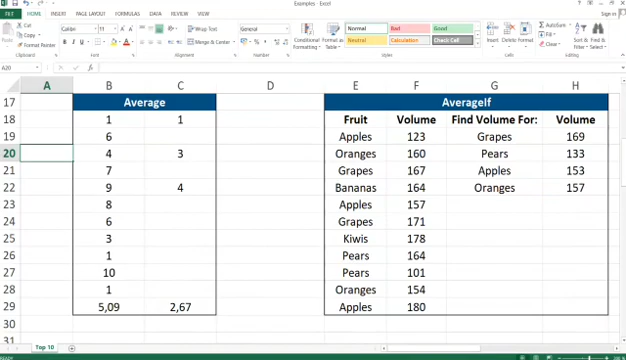 Examples - Excel
Sign in
FILE HOME INSERT PAGE LAYOUT FORMULAS DATA REVIEW VIEW
Cut
Copy
Format Painter
Calibri 11
Wrap Text
Merge & Center
General
Conditional Formatting
Format as Table
Normal Bad Good
Neutral Calculation Check Cell
Insert Delete Format
AutoSum
Fill
Clear
Sort & Filter
Find & Select
Styles
Cells
Editing
A20
A B C D E F G H
17 Average AverageIf
18 1 1 Fruit Volume Find Volume For: Volume
19 6 Apples 123 Grapes 169
20 4 3 Oranges 160 Pears 133
21 7 Grapes 167 Apples 153
22 9 4 Bananas 164 Oranges 157
23 8 Apples 157
24 6 Grapes 171
25 3 Kiwis 178
26 1 Pears 164
27 10 Pears 101
28 1 Oranges 154
29 5,09 2,67 Apples 180
30
31
Top 10
READY